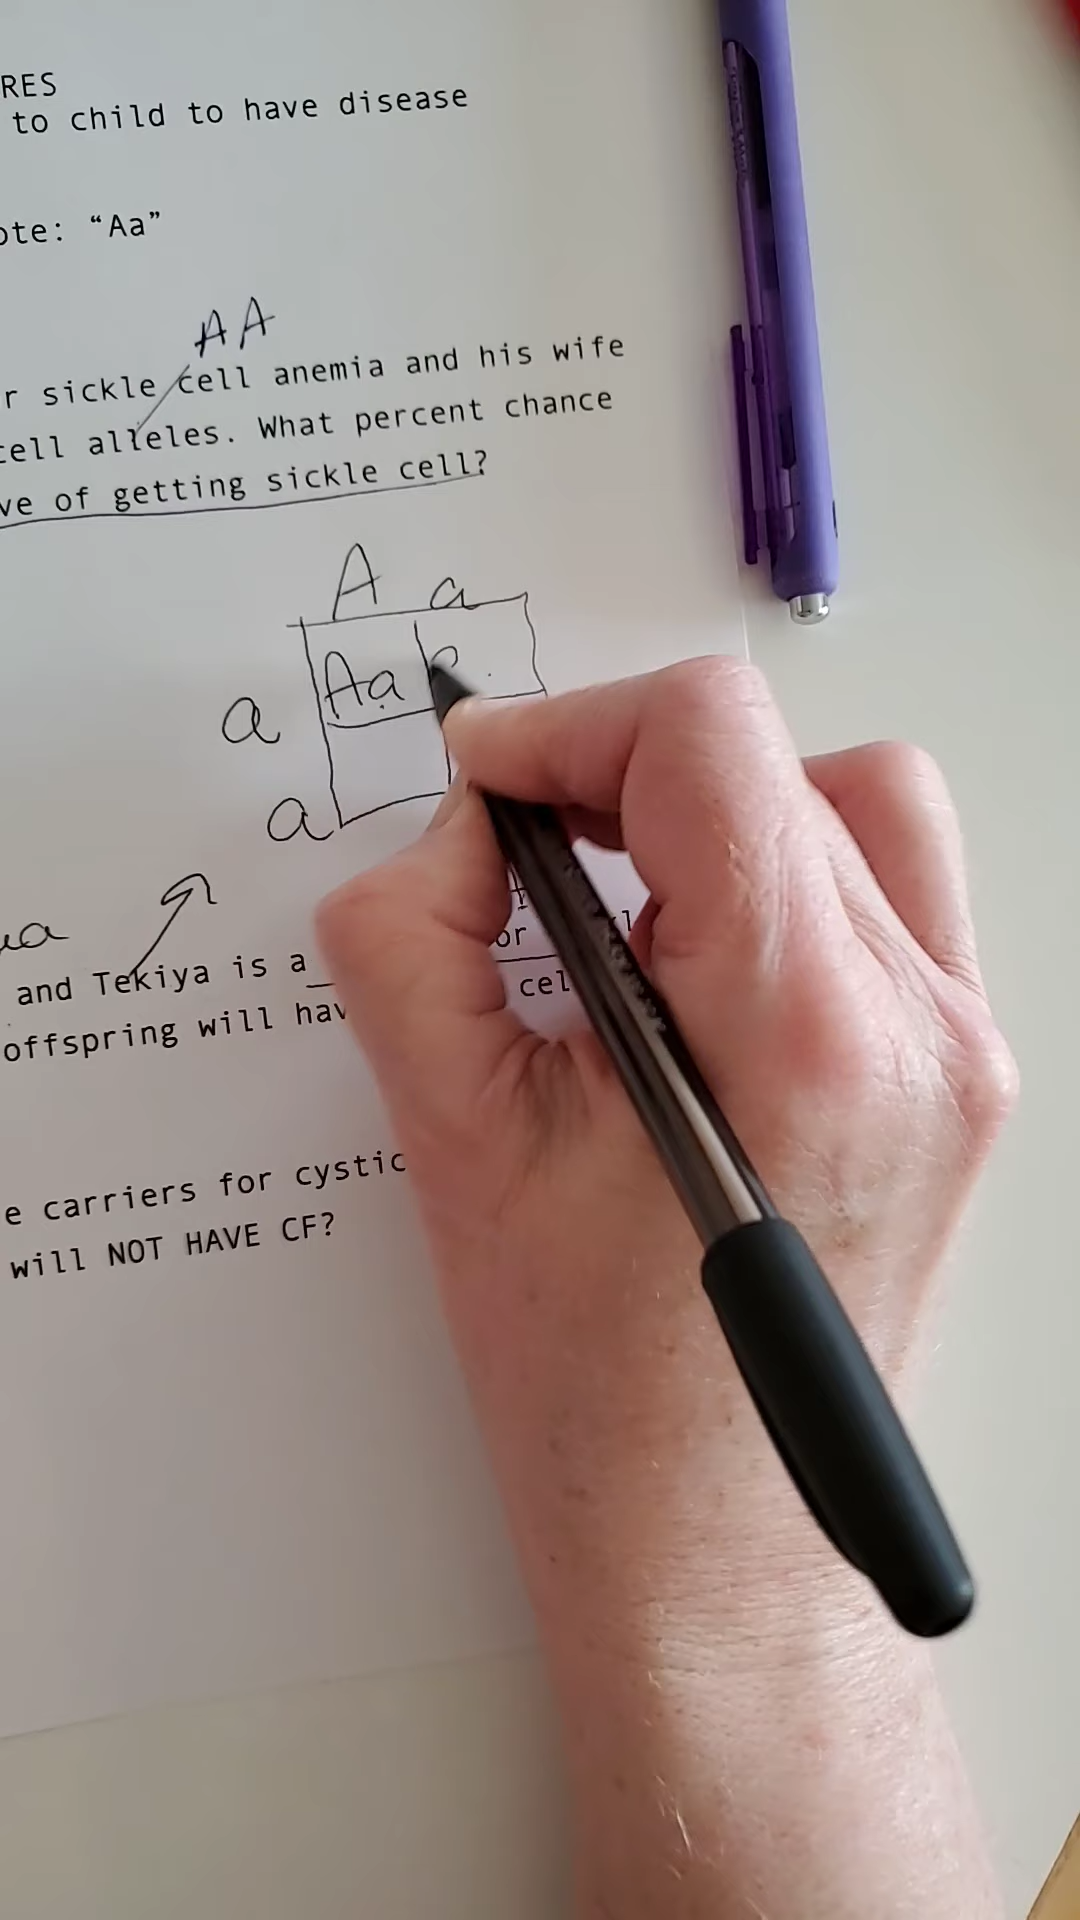 RES
to child to have disease
ote: “Aa”
AA
r sickle cell anemia and his wife
cell alleles. What percent chance
ve of getting sickle cell?
A a
a Aa
a
and Tekiya is a or
offspring will hav cel
e carriers for cystic
will NOT HAVE CF?